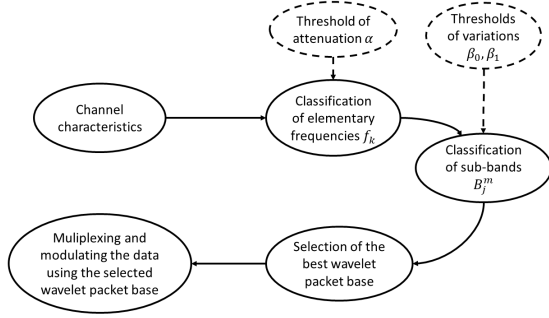 Threshold of
attenuation α
Thresholds
of variations
β₀, β₁
Channel
characteristics
Classification
of elementary
frequencies fₖ
Classification
of sub-bands
Bⱼᵐ
Muliplexing and
modulating the data
using the selected
wavelet packet base
Selection of the
best wavelet
packet base